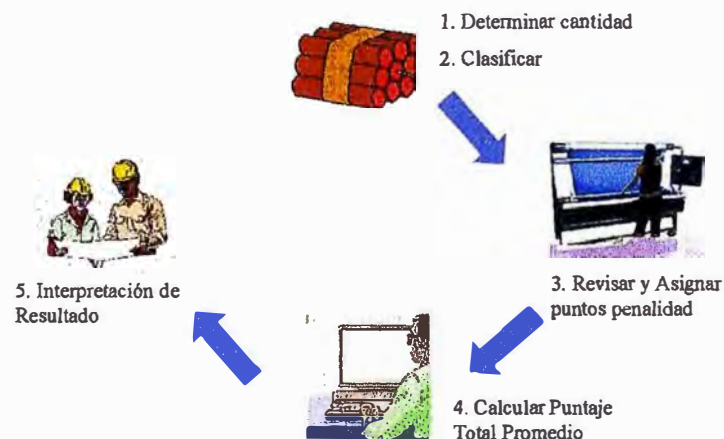 1. Determinar cantidad
2. Clasificar
3. Revisar y Asignar
puntos penalidad
4. Calcular Puntaje
Total Promedio
5. Interpretación de
Resultado